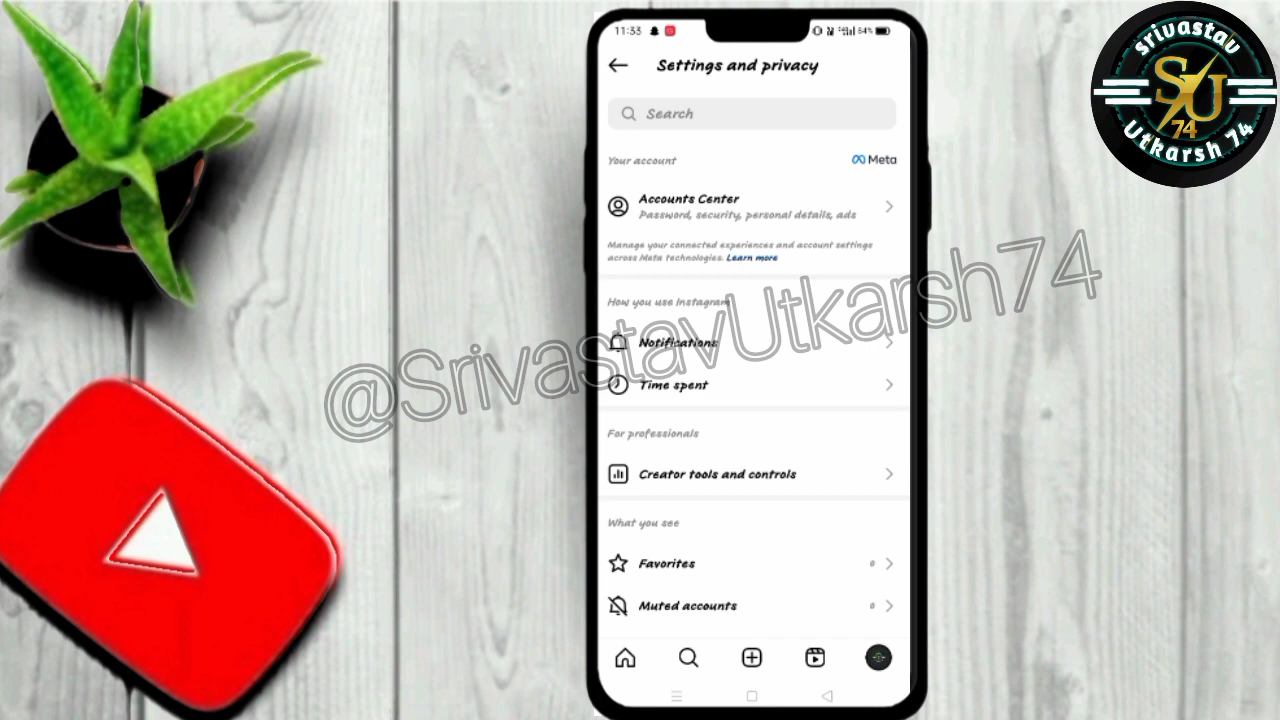 11:33
54%
Settings and privacy
Search
Your account
Meta
Accounts Center
Password, security, personal details, ads
Manage your connected experiences and account settings
across Meta technologies. Learn more
How you use Instagram
Notifications
Time spent
For professionals
Creator tools and controls
What you see
Favorites 0
Muted accounts 0
@SrivastavUtkarsh74
Srivastav
SU
74
Utkarsh 74